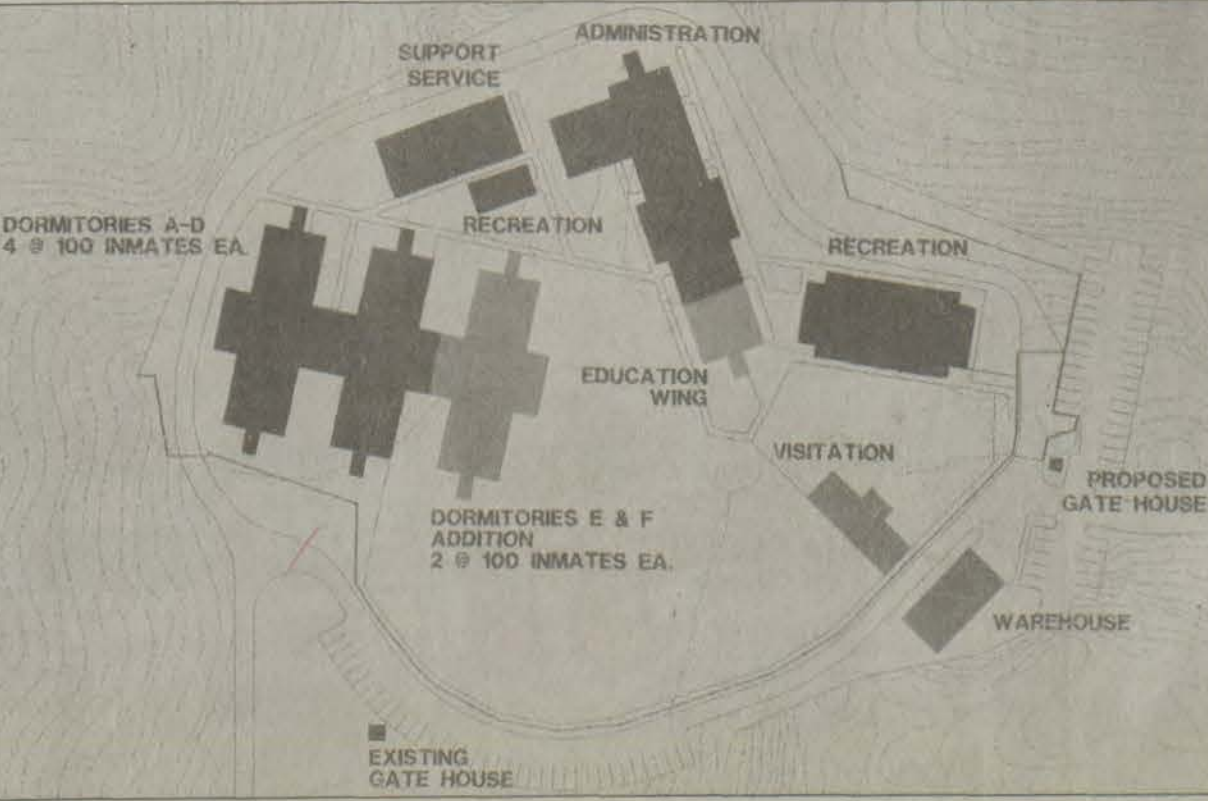 ADMINISTRATION
SUPPORT
SERVICE
DORMITORIES A-D
4 @ 100 INMATES EA.
RECREATION
RECREATION
EDUCATION
WING
VISITATION
PROPOSED
GATE HOUSE
DORMITORIES E & F
ADDITION
2 @ 100 INMATES EA.
WAREHOUSE
EXISTING
GATE HOUSE